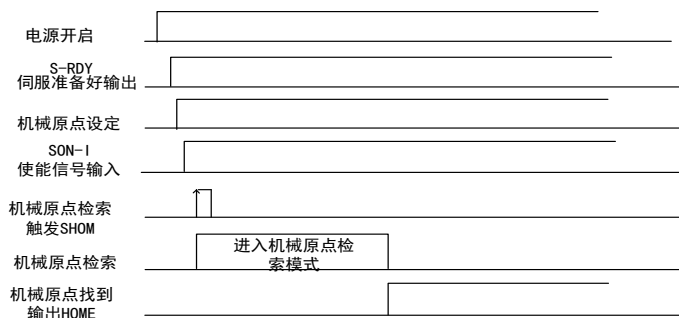 电源开启
S-RDY
伺服准备好输出
机械原点设定
SON-I
使能信号输入
机械原点检索
触发SHOM
机械原点检索
进入机械原点检
索模式
机械原点找到
输出HOME